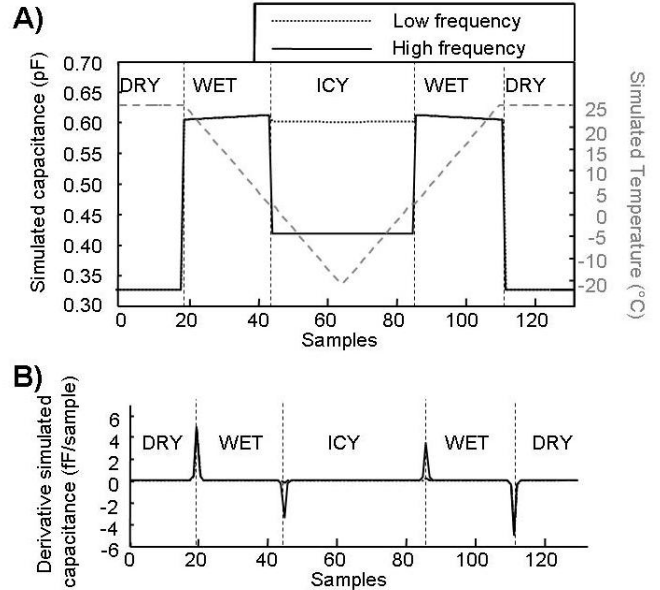 A)
Low frequency
High frequency
Simulated capacitance (pF)
0.70
0.65
0.60
0.55
0.50
0.45
0.40
0.35
0.30
DRY WET ICY WET DRY
25
20
15
10
5
0
-5
-10
-20
Simulated Temperature (°C)
0 20 40 60 80 100 120
Samples
B)
Derivative simulated
capacitance (fF/sample)
6
4
2
0
-2
-4
-6
DRY WET ICY WET DRY
0 20 40 60 80 100 120
Samples